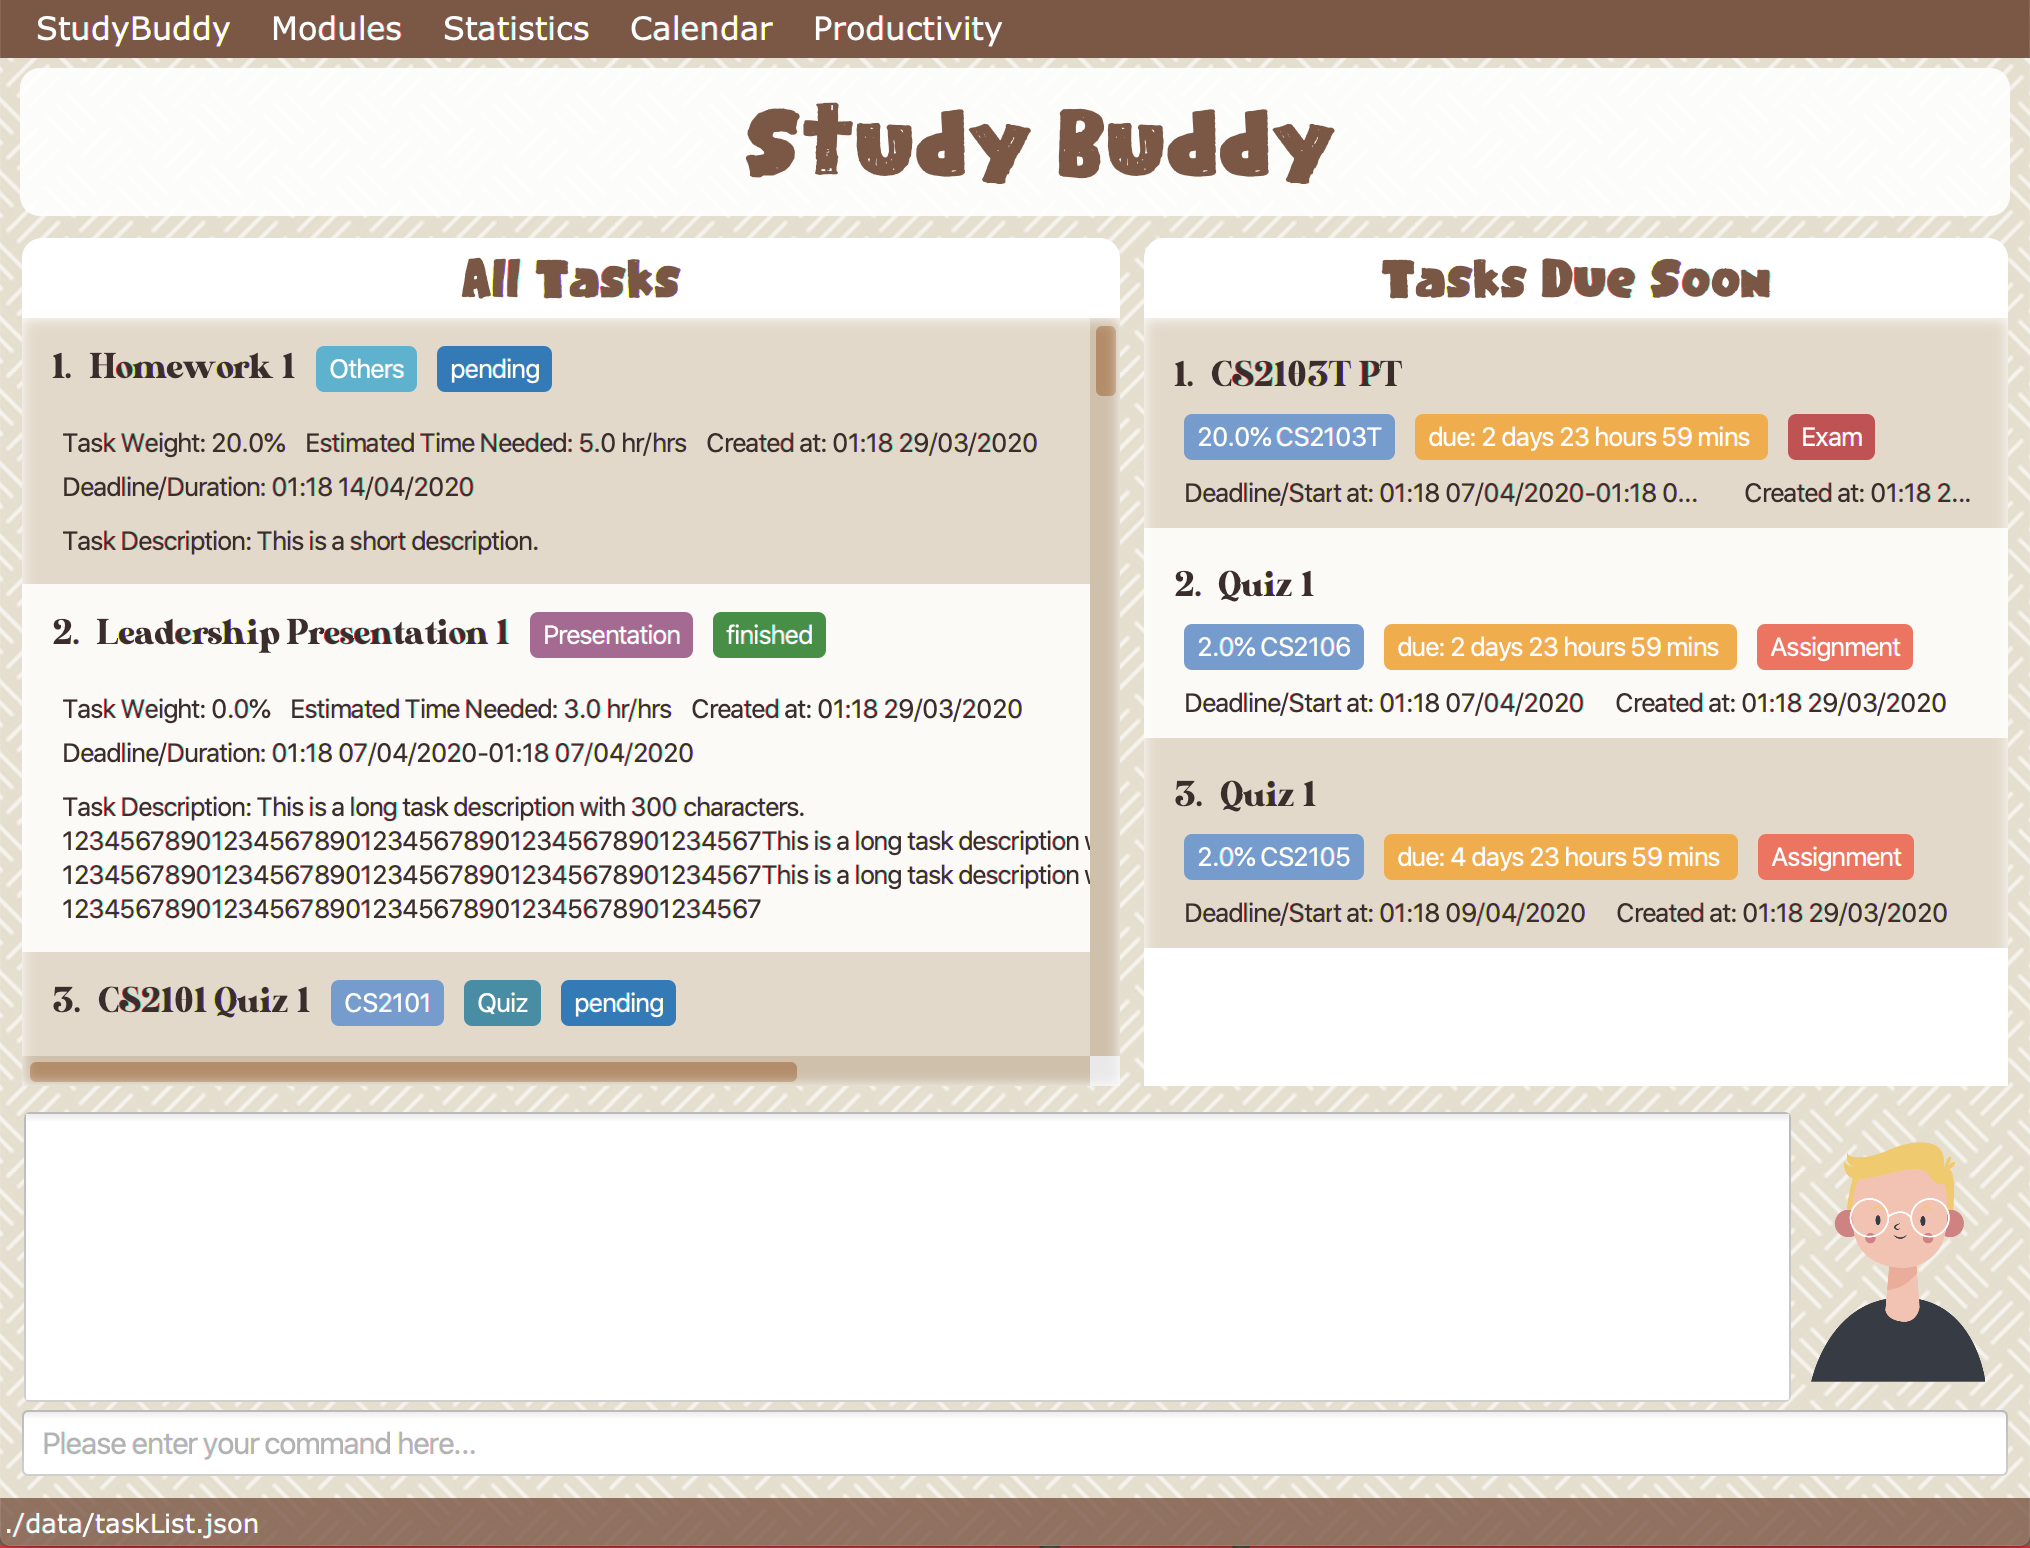 StudyBuddy Modules Statistics Calendar Productivity
Study Buddy
All Tasks
1. Homework 1 Others pending
Task Weight: 20.0% Estimated Time Needed: 5.0 hr/hrs Created at: 01:18 29/03/2020
Deadline/Duration: 01:18 14/04/2020
Task Description: This is a short description.
2. Leadership Presentation 1 Presentation finished
Task Weight: 0.0% Estimated Time Needed: 3.0 hr/hrs Created at: 01:18 29/03/2020
Deadline/Duration: 01:18 07/04/2020-01:18 07/04/2020
Task Description: This is a long task description with 300 characters.
12345678901234567890123456789012345678901234567This is a long task description
12345678901234567890123456789012345678901234567This is a long task description
12345678901234567890123456789012345678901234567
3. CS2101 Quiz 1 CS2101 Quiz pending
Tasks Due Soon
1. CS2103T PT
20.0% CS2103T due: 2 days 23 hours 59 mins Exam
Deadline/Start at: 01:18 07/04/2020-01:18 0... Created at: 01:18 2...
2. Quiz 1
2.0% CS2106 due: 2 days 23 hours 59 mins Assignment
Deadline/Start at: 01:18 07/04/2020 Created at: 01:18 29/03/2020
3. Quiz 1
2.0% CS2105 due: 4 days 23 hours 59 mins Assignment
Deadline/Start at: 01:18 09/04/2020 Created at: 01:18 29/03/2020
Please enter your command here...
./data/taskList.json